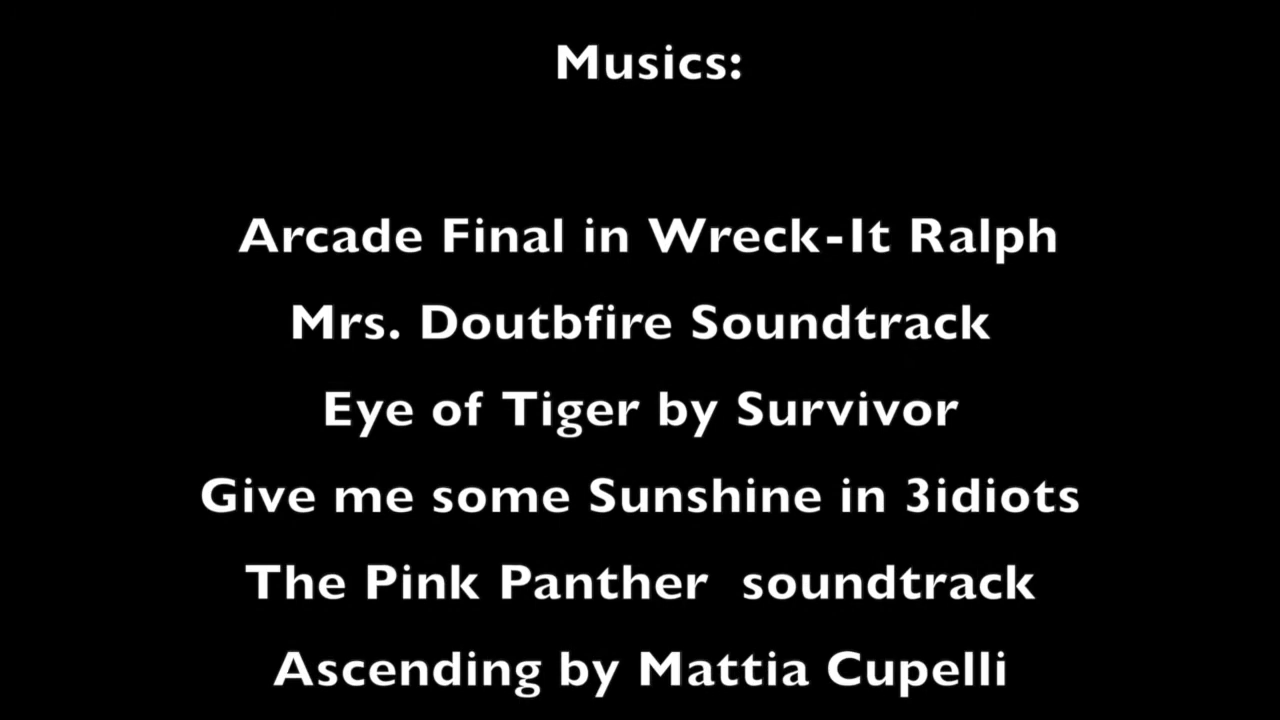 Musics:
Arcade Final in Wreck-It Ralph
Mrs. Doutbfire Soundtrack
Eye of Tiger by Survivor
Give me some Sunshine in 3idiots
The Pink Panther  soundtrack
Ascending by Mattia Cupelli